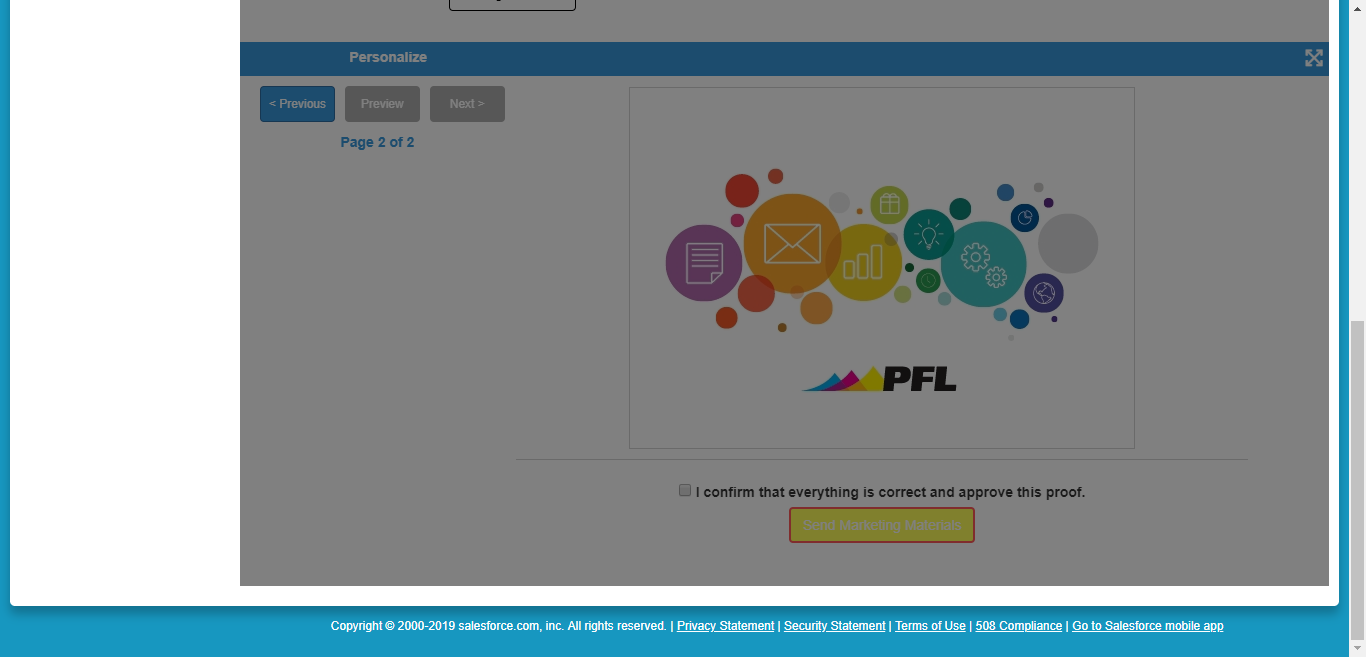 Personalize
< Previous
Preview
Next >
Page 2 of 2
PFL
I confirm that everything is correct and approve this proof.
Send Marketing Materials
Copyright © 2000-2019 salesforce.com, inc. All rights reserved. | Privacy Statement | Security Statement | Terms of Use | 508 Compliance | Go to Salesforce mobile app